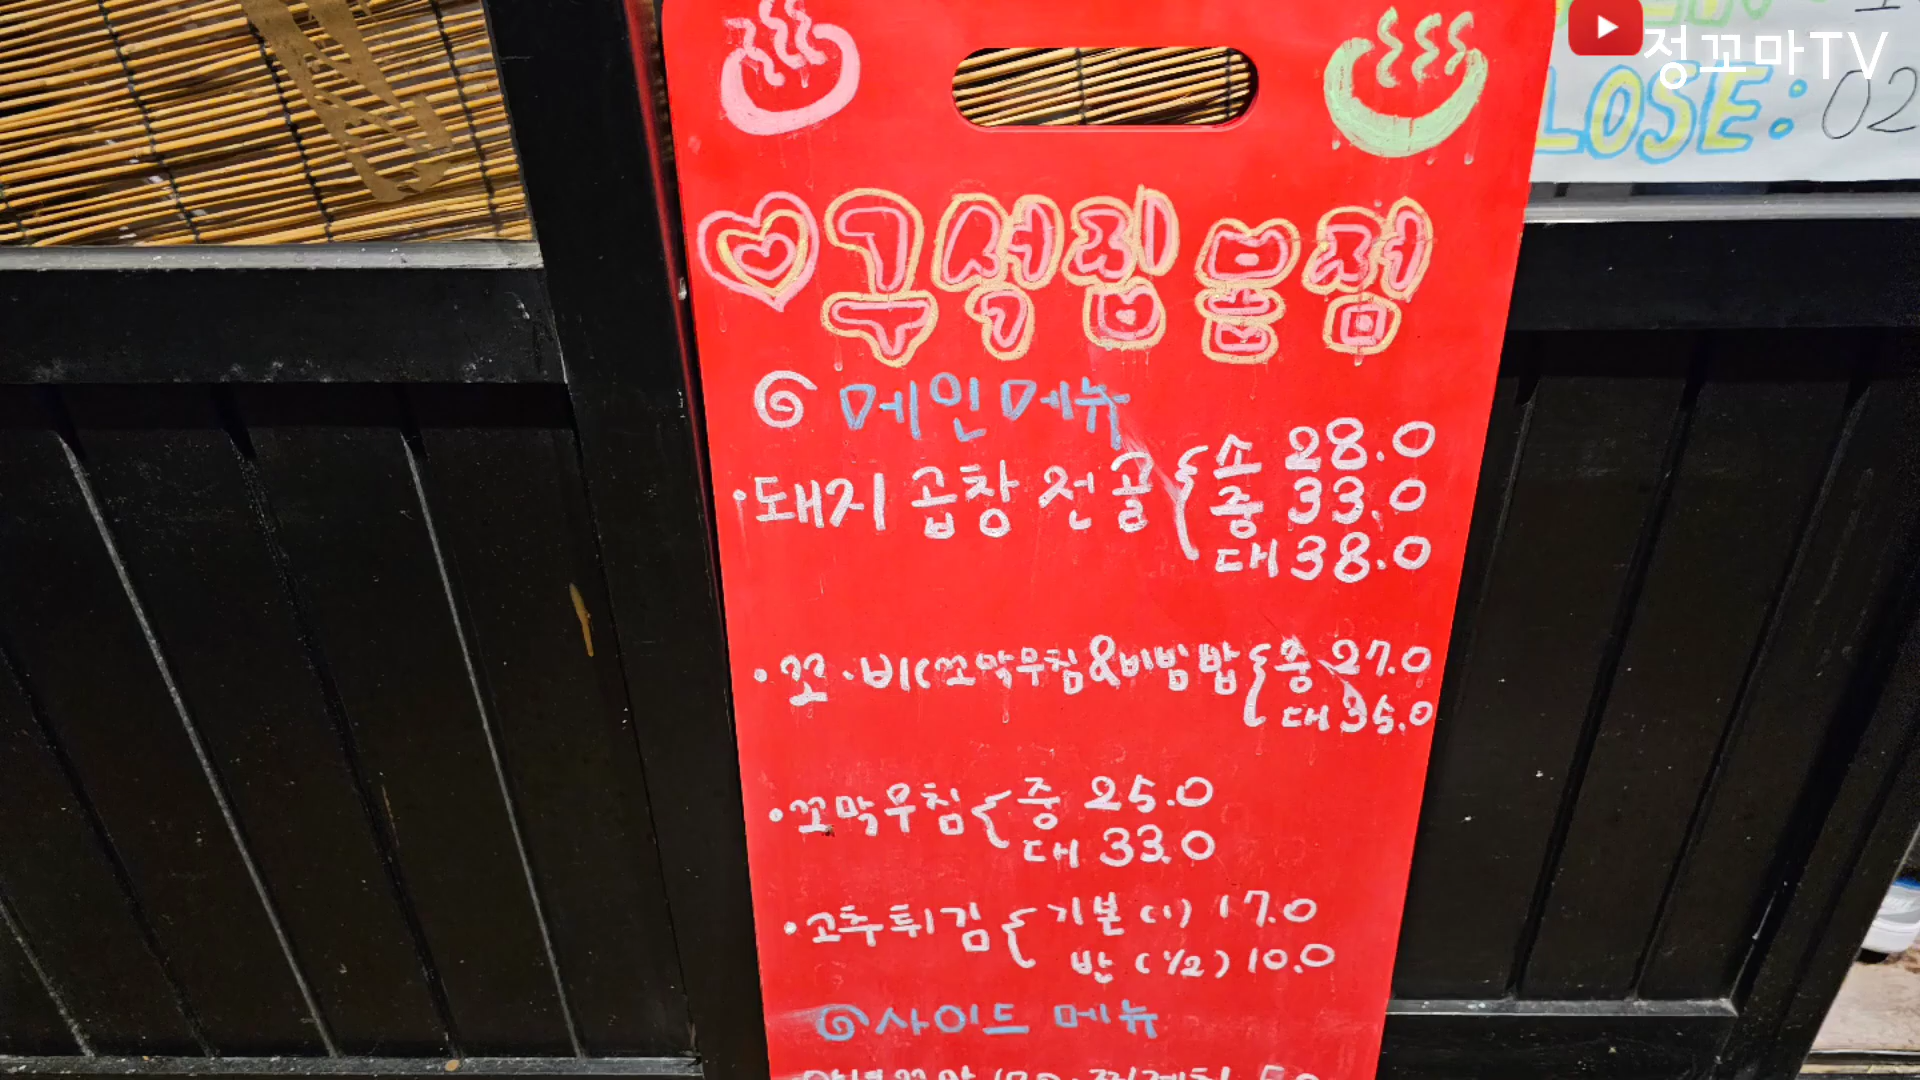 정꼬마TV
LOSE: 02
구석집 본점
메인메뉴
·돼지 곱창 전골 { 소 28.0
중 33.0
대 38.0
·꼬·비(꼬막무침&비빔밥 { 중 27.0
대 35.0
·꼬막무침 { 중 25.0
대 33.0
·고추튀김 { 기본 (1) 17.0
반 (1/2) 10.0
사이드 메뉴